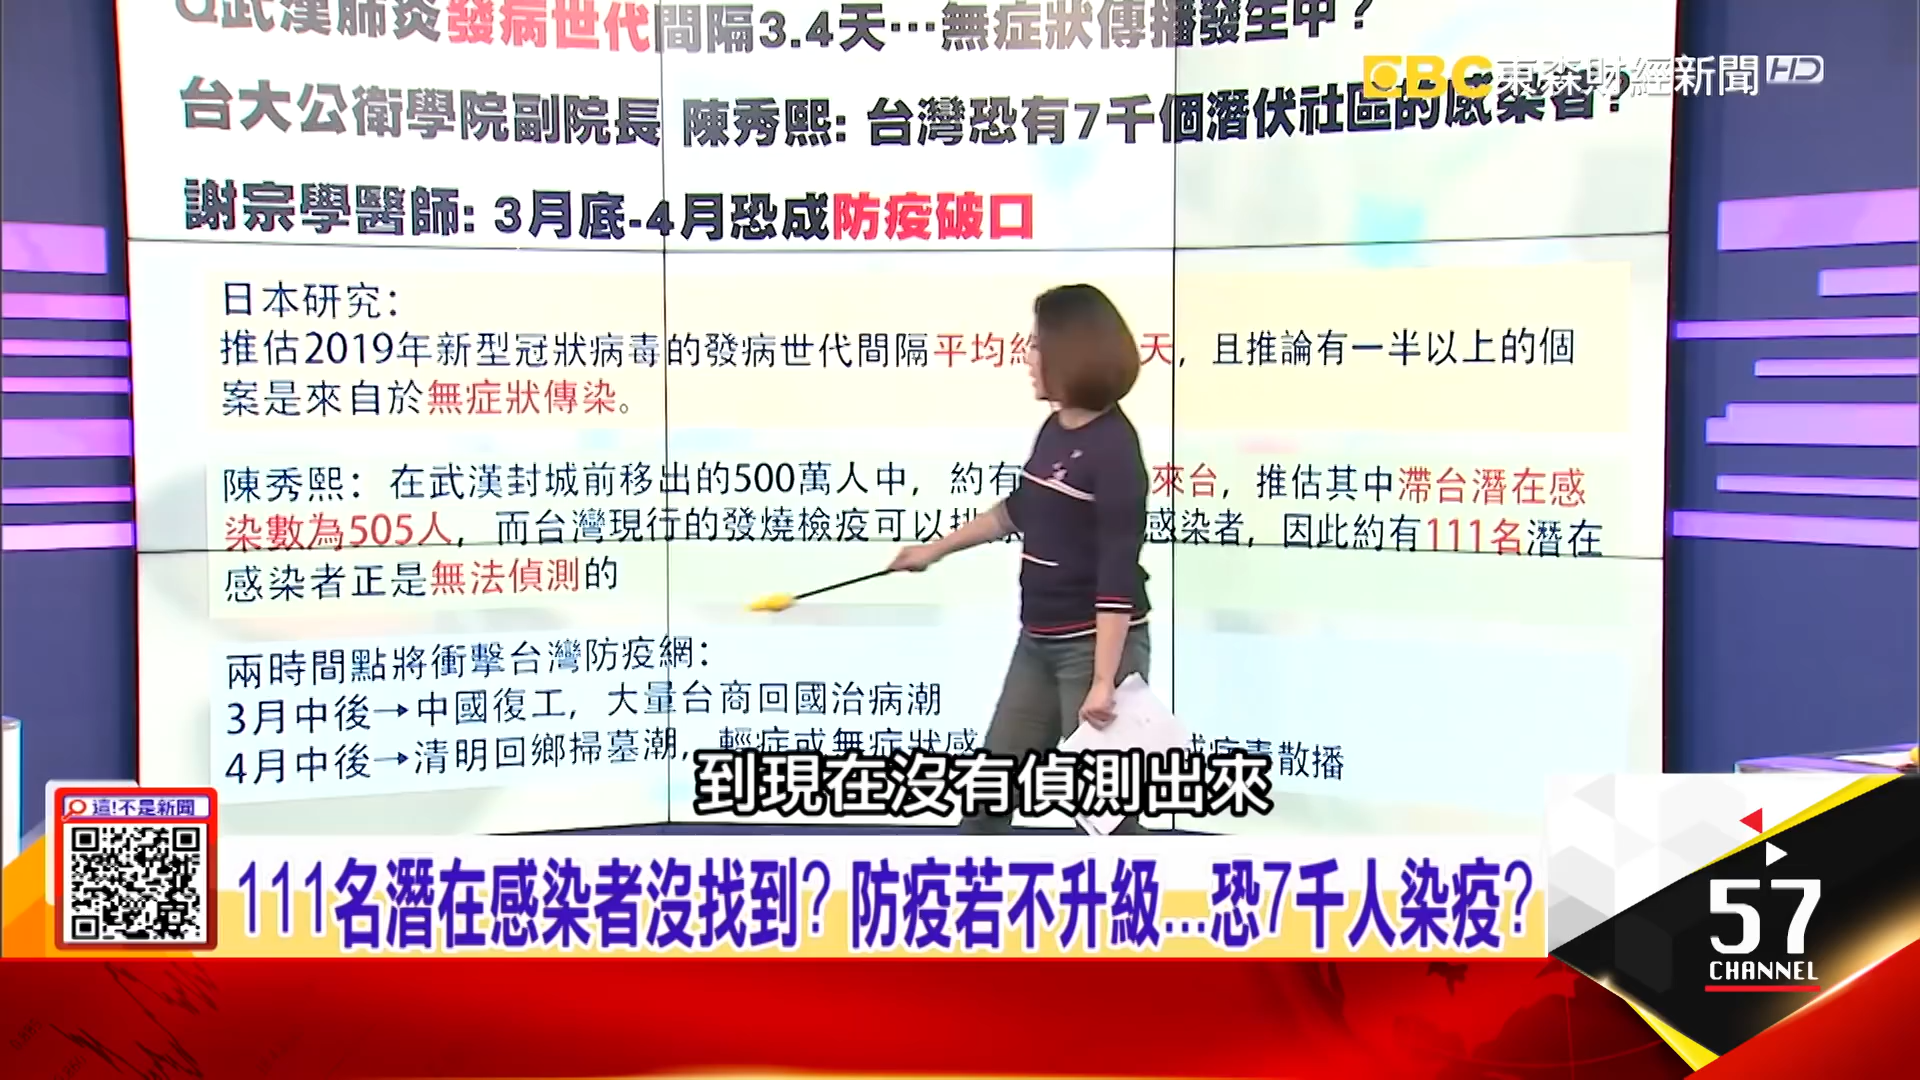 Q武漢肺炎發病世代間隔3.4天…無症狀傳播發生中？
EBC東森財經新聞HD
台大公衛學院副院長 陳秀熙: 台灣恐有7千個潛伏社區的感染者?
謝宗學醫師: 3月底-4月恐成防疫破口
日本研究:
推估2019年新型冠狀病毒的發病世代間隔平均約 天，且推論有一半以上的個
案是來自於無症狀傳染。
陳秀熙: 在武漢封城前移出的500萬人中，約有 來台，推估其中滯台潛在感
染數為505人，而台灣現行的發燒檢疫可以排 感染者，因此約有111名潛在
感染者正是無法偵測的
兩時間點將衝擊台灣防疫網:
3月中後→中國復工，大量台商回國治病潮
4月中後→清明回鄉掃墓潮，輕症或無症狀感 病毒散播
到現在沒有偵測出來
這!不是新聞
111名潛在感染者沒找到? 防疫若不升級...恐7千人染疫?
57
CHANNEL